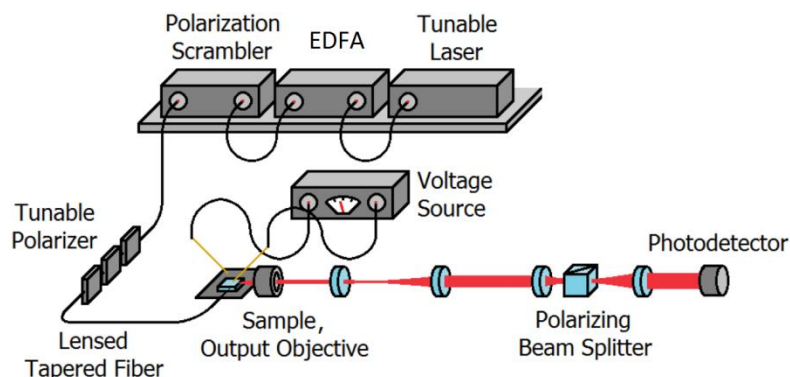 Polarization
Scrambler
EDFA
Tunable
Laser
Voltage
Source
Tunable
Polarizer
Photodetector
Sample,
Output Objective
Polarizing
Beam Splitter
Lensed
Tapered Fiber